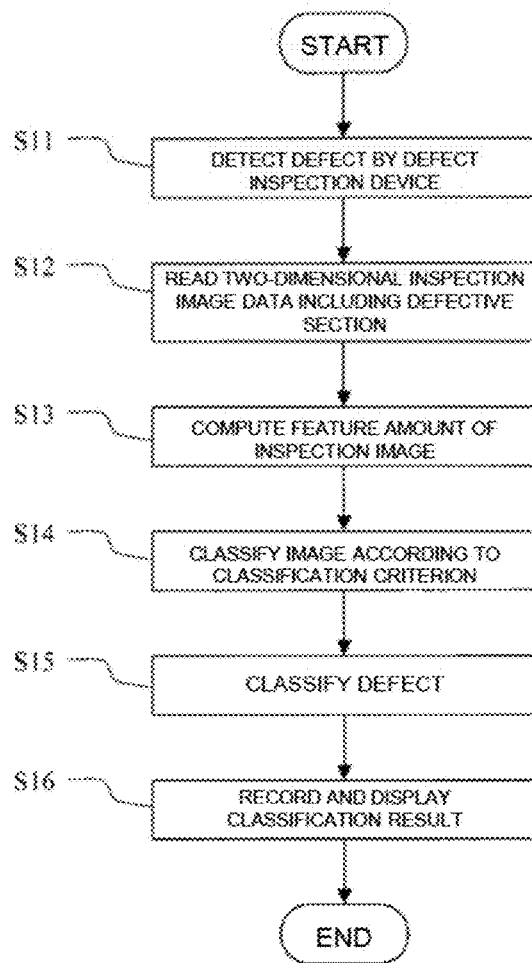 START
S11
DETECT DEFECT BY DEFECT
INSPECTION DEVICE
S12
READ TWO-DIMENSIONAL INSPECTION
IMAGE DATA INCLUDING DEFECTIVE
SECTION
S13
COMPUTE FEATURE AMOUNT OF
INSPECTION IMAGE
S14
CLASSIFY IMAGE ACCORDING TO
CLASSIFICATION CRITERION
S15
CLASSIFY DEFECT
S16
RECORD AND DISPLAY
CLASSIFICATION RESULT
END